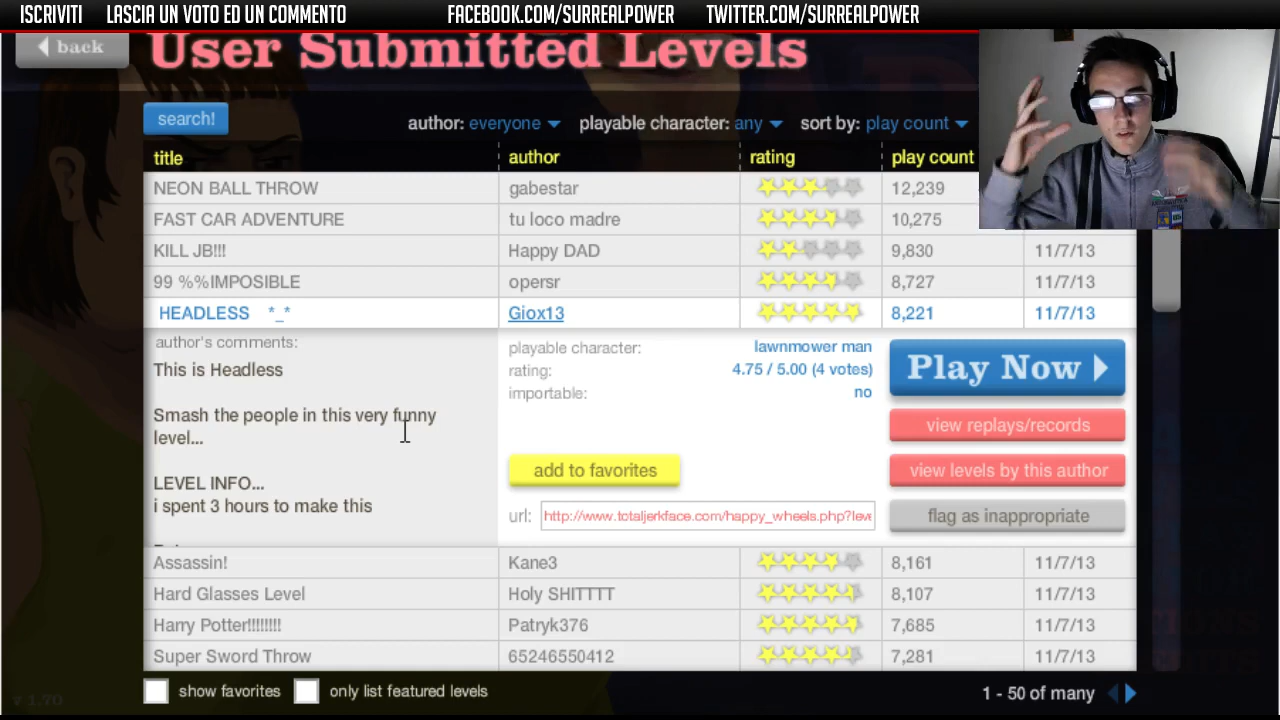 ISCRIVITI LASCIA UN VOTO ED UN COMMENTO FACEBOOK.COM/SURREALPOWER TWITTER.COM/SURREALPOWER
back
User Submitted Levels
search!
author: everyone playable character: any sort by: play count
title author rating play count
NEON BALL THROW gabestar 12,239
FAST CAR ADVENTURE tu loco madre 10,275
KILL JB!!! Happy DAD 9,830 11/7/13
99 %%IMPOSIBLE opersr 8,727 11/7/13
HEADLESS *_* Giox13 8,221 11/7/13
author's comments:
This is Headless
Smash the people in this very funny
level...
LEVEL INFO...
i spent 3 hours to make this
playable character: lawnmower man
rating: 4.75 / 5.00 (4 votes)
importable: no
add to favorites
url: http://www.totaljerkface.com/happy_wheels.php?leve
Play Now
view replays/records
view levels by this author
flag as inappropriate
Assassin! Kane3 8,161 11/7/13
Hard Glasses Level Holy SHITTTT 8,107 11/7/13
Harry Potter!!!!!!!! Patryk376 7,685 11/7/13
Super Sword Throw 65246550412 7,281 11/7/13
show favorites only list featured levels 1 - 50 of many
v 1.70